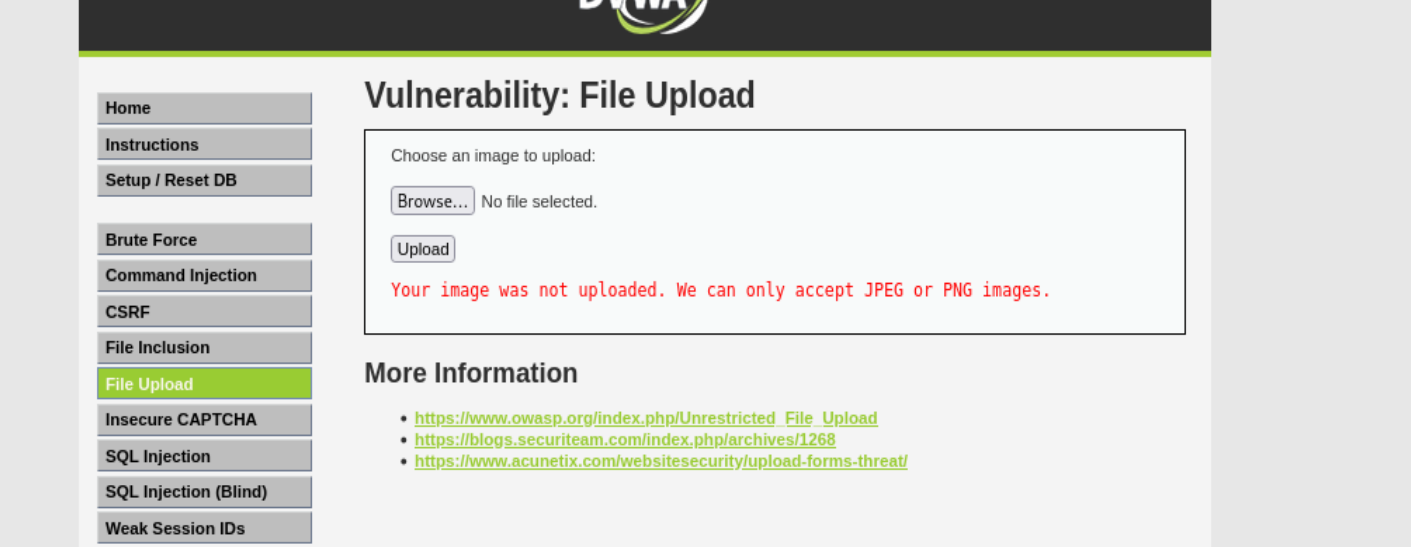 DVWA
Home
Instructions
Setup / Reset DB
Brute Force
Command Injection
CSRF
File Inclusion
File Upload
Insecure CAPTCHA
SQL Injection
SQL Injection (Blind)
Weak Session IDs
Vulnerability: File Upload
Choose an image to upload:
Browse... No file selected.
Upload
Your image was not uploaded. We can only accept JPEG or PNG images.
More Information
https://www.owasp.org/index.php/Unrestricted_File_Upload
https://blogs.securiteam.com/index.php/archives/1268
https://www.acunetix.com/websitesecurity/upload-forms-threat/